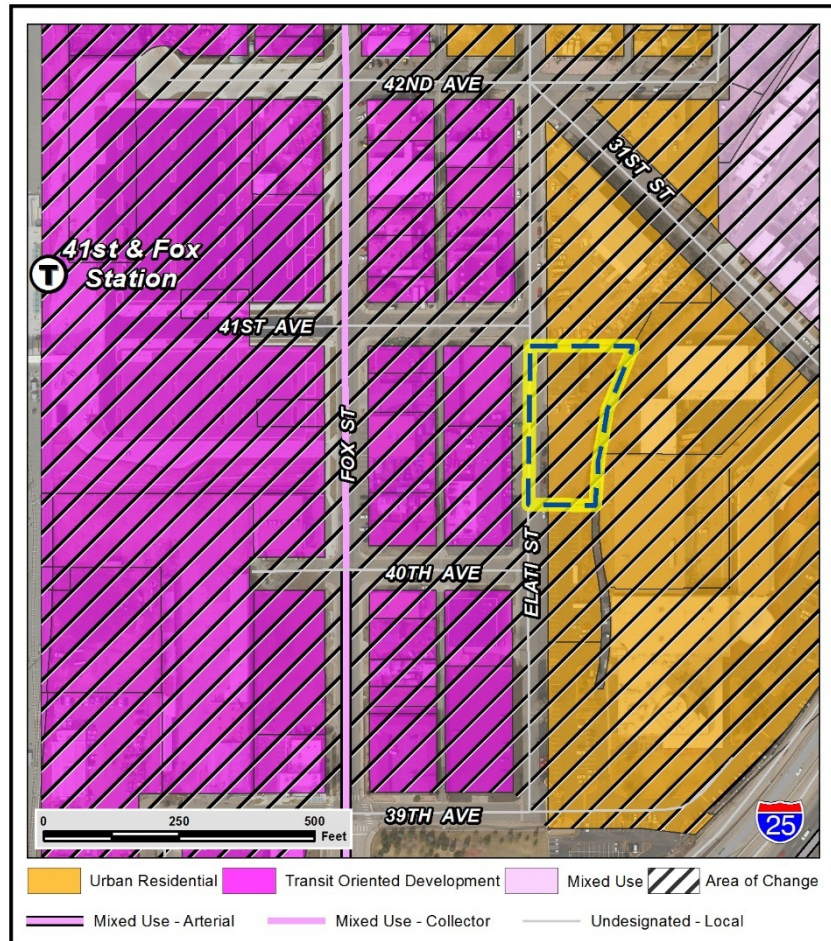 42ND AVE
31ST ST
T
41st & Fox
Station
41ST AVE
FOX ST
ELATI ST
40TH AVE
39TH AVE
0 250 500
Feet
25
Urban Residential Transit Oriented Development Mixed Use Area of Change
Mixed Use - Arterial Mixed Use - Collector Undesignated - Local